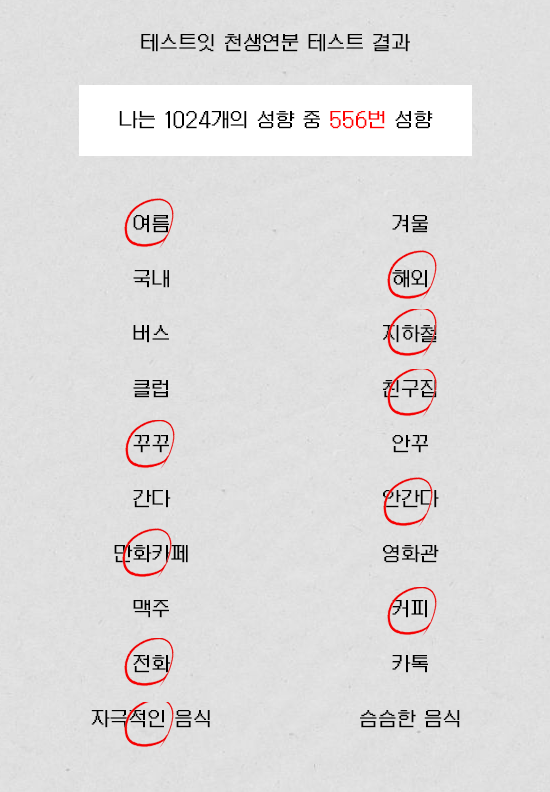 테스트잇 천생연분 테스트 결과
나는 1024개의 성향 중 556번 성향
여름 겨울
국내 해외
버스 지하철
클럽 친구집
꾸꾸 안꾸
간다 안간다
만화카페 영화관
맥주 커피
전화 카톡
자극적인 음식 슴슴한 음식